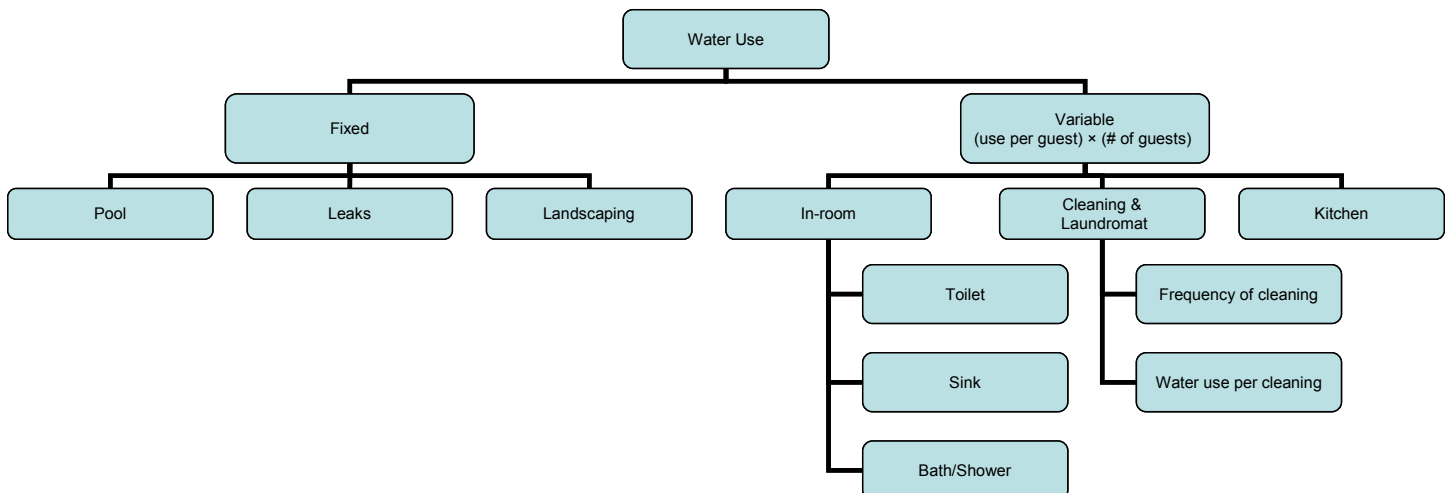 Water Use
Fixed
Variable
(use per guest) × (# of guests)
Pool
Leaks
Landscaping
In-room
Cleaning &
Laundromat
Kitchen
Toilet
Frequency of cleaning
Sink
Water use per cleaning
Bath/Shower